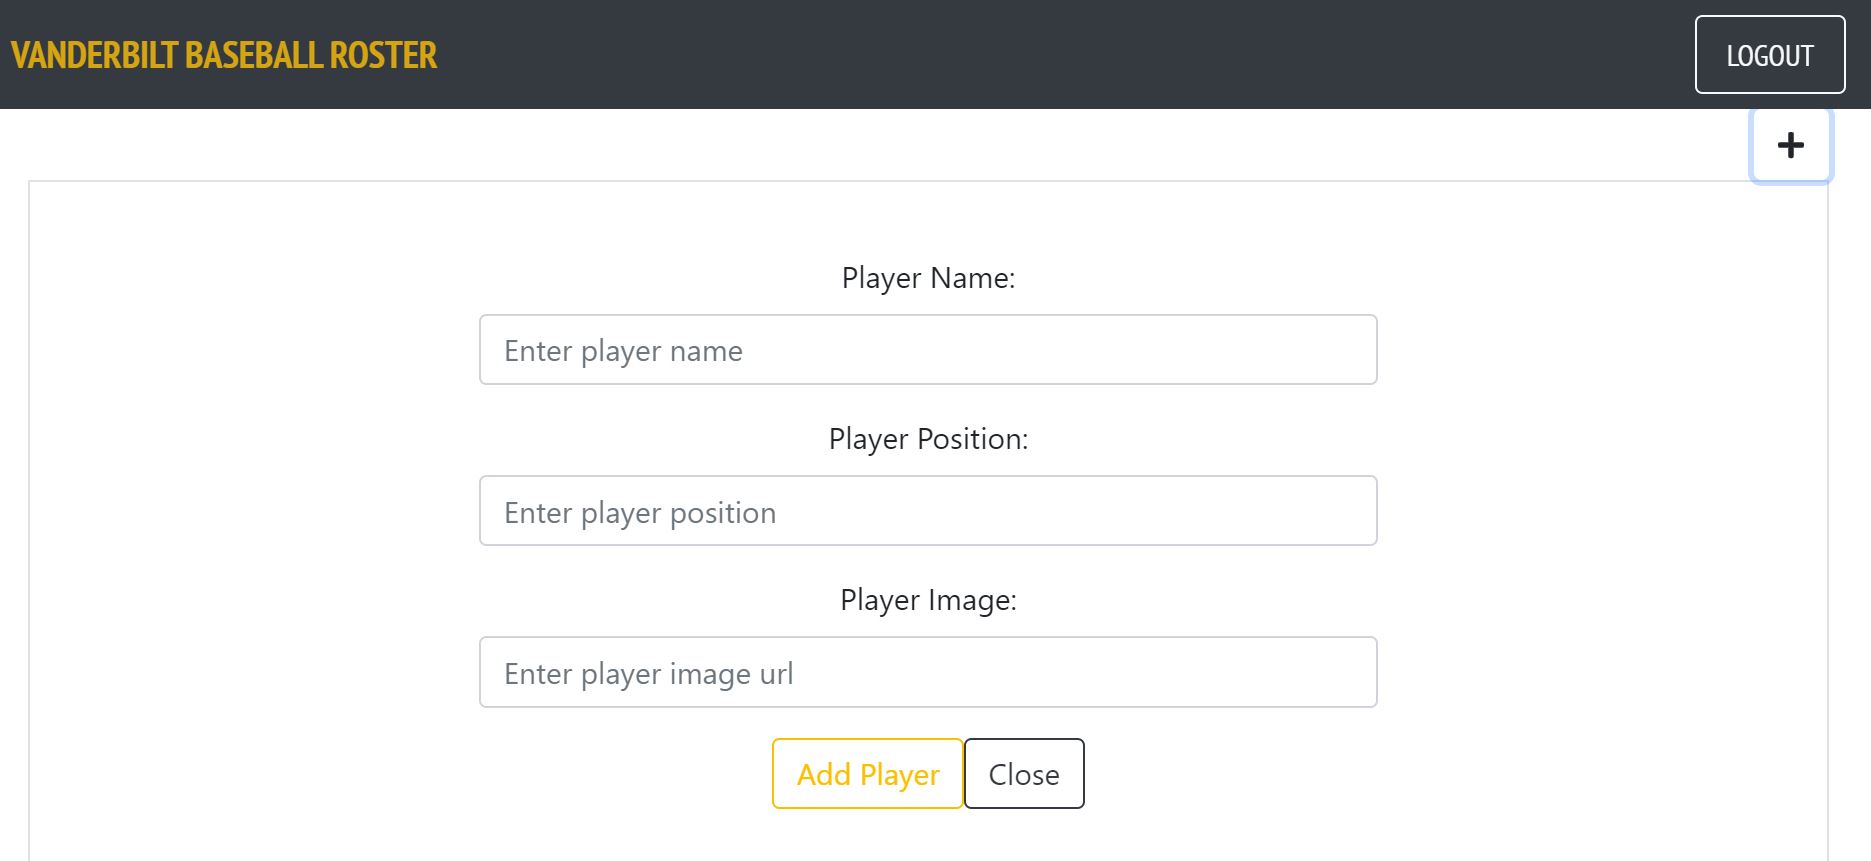 VANDERBILT BASEBALL ROSTER
LOGOUT
Player Name:
Enter player name
Player Position:
Enter player position
Player Image:
Enter player image url
Add Player
Close